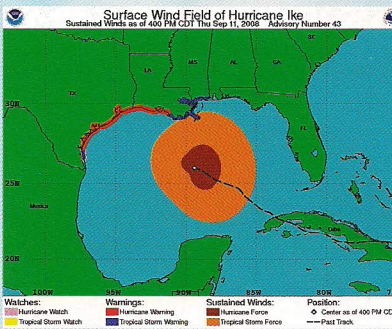 Surface Wind Field of Hurricane Ike
Sustained Winds as of 400 PM CDT Thu Sep 11, 2008 Advisory Number 43
SC
MS AL GA
LA
TX
30N
FL
25N
Mexico
Cuba
20N
100W 95W 90W 85W 80W
Watches: Warnings: Sustained Winds: Position:
Hurricane Watch Hurricane Warning Hurricane Force Center as of 400 PM
Tropical Storm Watch Tropical Storm Warning Tropical Storm Force Past Track